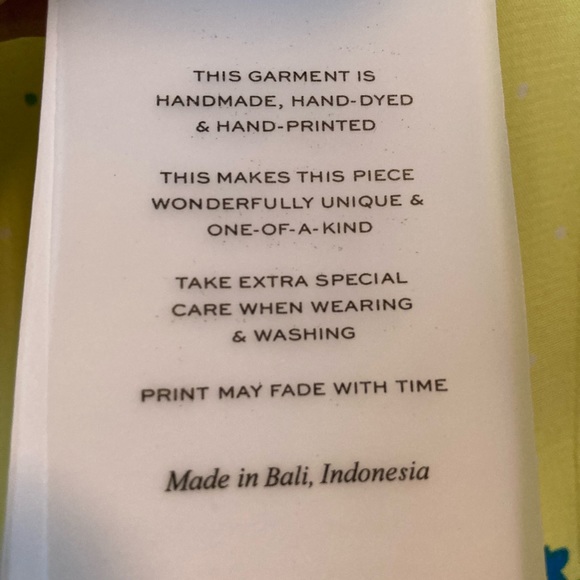 THIS GARMENT IS
HANDMADE, HAND-DYED
& HAND-PRINTED
THIS MAKES THIS PIECE
WONDERFULLY UNIQUE &
ONE-OF-A-KIND
TAKE EXTRA SPECIAL
CARE WHEN WEARING
& WASHING
PRINT MAY FADE WITH TIME
Made in Bali, Indonesia